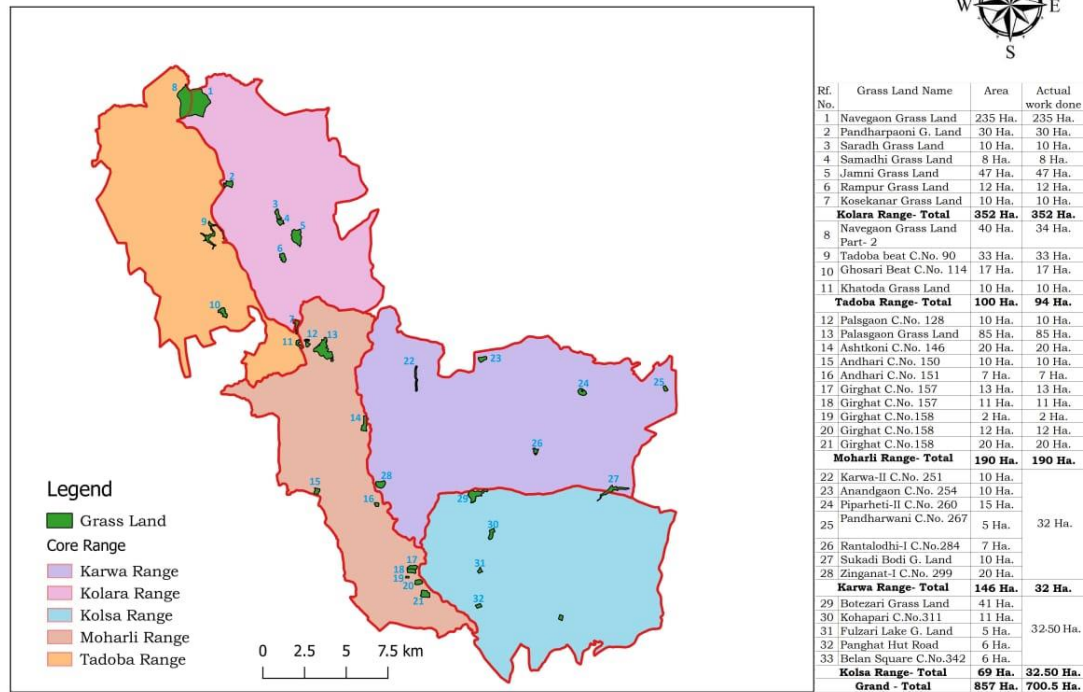 W E
S
8 1
2
3
4
9 5
6
10
7
11 12 13
22 23
24 25
14
26
15 28
16 29 27
30
17
18 31
19
20
21 32
Legend
Grass Land
Core Range
Karwa Range
Kolara Range
Kolsa Range
Moharli Range
Tadoba Range
0 2.5 5 7.5 km
Rf. No. Grass Land Name Area Actual work done
1 Navegaon Grass Land 235 Ha. 235 Ha.
2 Pandharpaoni G. Land 30 Ha. 30 Ha.
3 Saradh Grass Land 10 Ha. 10 Ha.
4 Samadhi Grass Land 8 Ha. 8 Ha.
5 Jamni Grass Land 47 Ha. 47 Ha.
6 Rampur Grass Land 12 Ha. 12 Ha.
7 Kosekanar Grass Land 10 Ha. 10 Ha.
Kolara Range- Total 352 Ha. 352 Ha.
8 Navegaon Grass Land Part- 2 40 Ha. 34 Ha.
9 Tadoba beat C.No. 90 33 Ha. 33 Ha.
10 Ghosari Beat C.No. 114 17 Ha. 17 Ha.
11 Khatoda Grass Land 10 Ha. 10 Ha.
Tadoba Range- Total 100 Ha. 94 Ha.
12 Palsgaon C.No. 128 10 Ha. 10 Ha.
13 Palasgaon Grass Land 85 Ha. 85 Ha.
14 Ashtkoni C.No. 146 20 Ha. 20 Ha.
15 Andhari C.No. 150 10 Ha. 10 Ha.
16 Andhari C.No. 151 7 Ha. 7 Ha.
17 Girghat C.No. 157 13 Ha. 13 Ha.
18 Girghat C.No. 157 11 Ha. 11 Ha.
19 Girghat C.No.158 2 Ha. 2 Ha.
20 Girghat C.No.158 12 Ha. 12 Ha.
21 Girghat C.No.158 20 Ha. 20 Ha.
Moharli Range- Total 190 Ha. 190 Ha.
22 Karwa-II C.No. 251 10 Ha.
23 Anandgaon C.No. 254 10 Ha.
24 Piparheti-II C.No. 260 15 Ha.
25 Pandharwani C.No. 267 5 Ha. 32 Ha.
26 Rantalodhi-I C.No.284 7 Ha.
27 Sukadi Bodi G. Land 10 Ha.
28 Zinganat-I C.No. 299 20 Ha.
Karwa Range- Total 146 Ha. 32 Ha.
29 Botezari Grass Land 41 Ha.
30 Kohapari C.No.311 11 Ha.
31 Fulzari Lake G. Land 5 Ha. 32-50 Ha.
32 Panghat Hut Road 6 Ha.
33 Belan Square C.No.342 6 Ha.
Kolsa Range- Total 69 Ha. 32.50 Ha.
Grand - Total 857 Ha. 700.5 Ha.